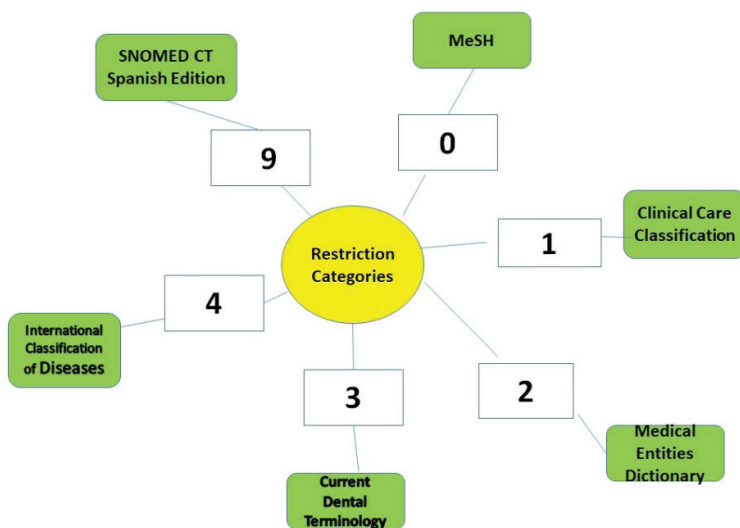 SNOMED CT
Spanish Edition
MeSH
9
0
Clinical Care
Classification
1
Restriction
Categories
4
International
Classification
of Diseases
3
2
Medical
Entities
Dictionary
Current
Dental
Terminology